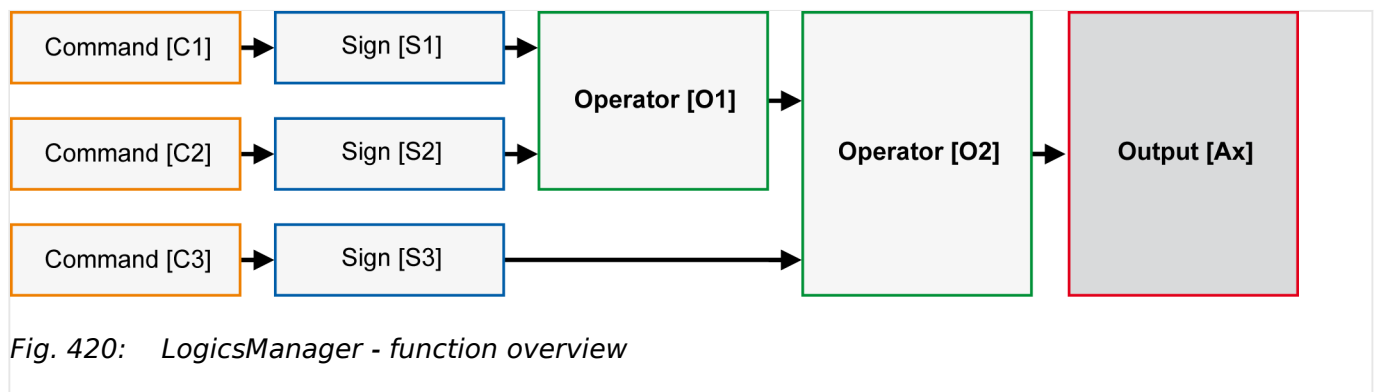 Command [C1]
Sign [S1]
Operator [O1]
Command [C2]
Sign [S2]
Operator [O2]
Output [Ax]
Command [C3]
Sign [S3]
Fig. 420: LogicsManager - function overview